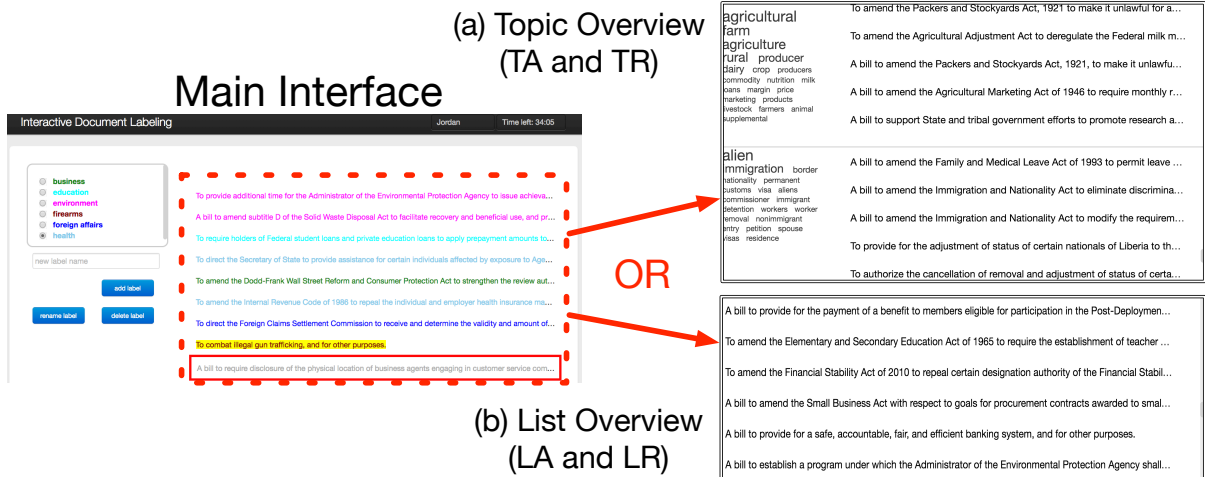 (a) Topic Overview
(TA and TR)
Main Interface
Interactive Document Labeling
Jordan
Time left: 34:05
business
education
environment
firearms
foreign affairs
health
new label name
add label
rename label
delete label
To provide additional time for the Administrator of the Environmental Protection Agency to issue achieva...
A bill to amend subtitle D of the Solid Waste Disposal Act to facilitate recovery and beneficial use, and pr...
To require holders of Federal student loans and private education loans to apply prepayment amounts to...
To direct the Secretary of State to provide assistance for certain individuals affected by exposure to Age...
To amend the Dodd-Frank Wall Street Reform and Consumer Protection Act to strengthen the review aut...
To amend the Internal Revenue Code of 1986 to repeal the individual and employer health insurance ma...
To direct the Foreign Claims Settlement Commission to receive and determine the validity and amount of...
To combat illegal gun trafficking, and for other purposes.
A bill to require disclosure of the physical location of business agents engaging in customer service com...
OR
agricultural
farm
agriculture
rural producer
dairy crop producers
commodity nutrition milk
loans margin price
marketing products
livestock farmers animal
supplemental
To amend the Packers and Stockyards Act, 1921 to make it unlawful for a...
To amend the Agricultural Adjustment Act to deregulate the Federal milk m...
A bill to amend the Packers and Stockyards Act, 1921, to make it unlawfu...
A bill to amend the Agricultural Marketing Act of 1946 to require monthly r...
A bill to support State and tribal government efforts to promote research a...
alien
immigration border
nationality permanent
customs visa aliens
commissioner immigrant
detention workers worker
removal nonimmigrant
entry petition spouse
visas residence
A bill to amend the Family and Medical Leave Act of 1993 to permit leave ...
A bill to amend the Immigration and Nationality Act to eliminate discrimina...
A bill to amend the Immigration and Nationality Act to modify the requirem...
To provide for the adjustment of status of certain nationals of Liberia to th...
To authorize the cancellation of removal and adjustment of status of certa...
(b) List Overview
(LA and LR)
A bill to provide for the payment of a benefit to members eligible for participation in the Post-Deploymen...
To amend the Elementary and Secondary Education Act of 1965 to require the establishment of teacher ...
To amend the Financial Stability Act of 2010 to repeal certain designation authority of the Financial Stabil...
A bill to amend the Small Business Act with respect to goals for procurement contracts awarded to smal...
A bill to provide for a safe, accountable, fair, and efficient banking system, and for other purposes.
A bill to establish a program under which the Administrator of the Environmental Protection Agency shall...